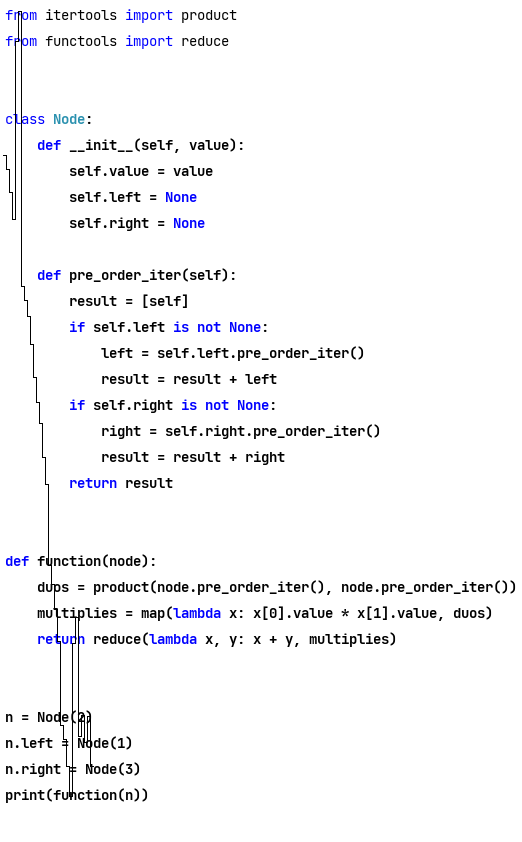 from itertools import product
from functools import reduce
class Node:
    def __init__(self, value):
        self.value = value
        self.left = None
        self.right = None
    def pre_order_iter(self):
        result = [self]
        if self.left is not None:
            left = self.left.pre_order_iter()
            result = result + left
        if self.right is not None:
            right = self.right.pre_order_iter()
            result = result + right
        return result
def function(node):
    duos = product(node.pre_order_iter(), node.pre_order_iter())
    multiplies = map(lambda x: x[0].value * x[1].value, duos)
    return reduce(lambda x, y: x + y, multiplies)
n = Node(2)
n.left = Node(1)
n.right = Node(3)
print(function(n))